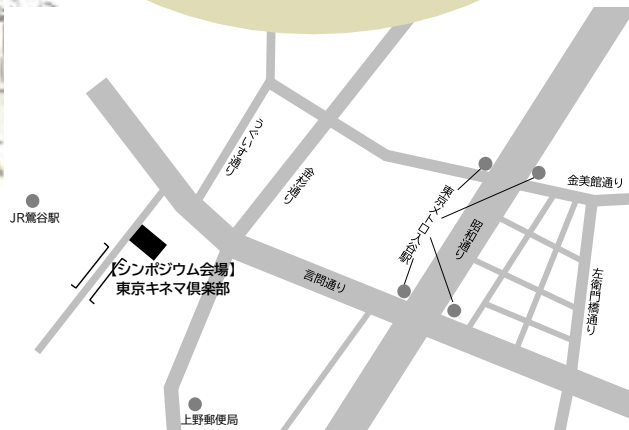 うぐいす通り
金杉通り
東京メトロ入谷駅
昭和通り
金美館通り
JR鶯谷駅
【シンポジウム会場】
東京キネマ倶楽部
言問通り
左衛門橋通り
上野郵便局